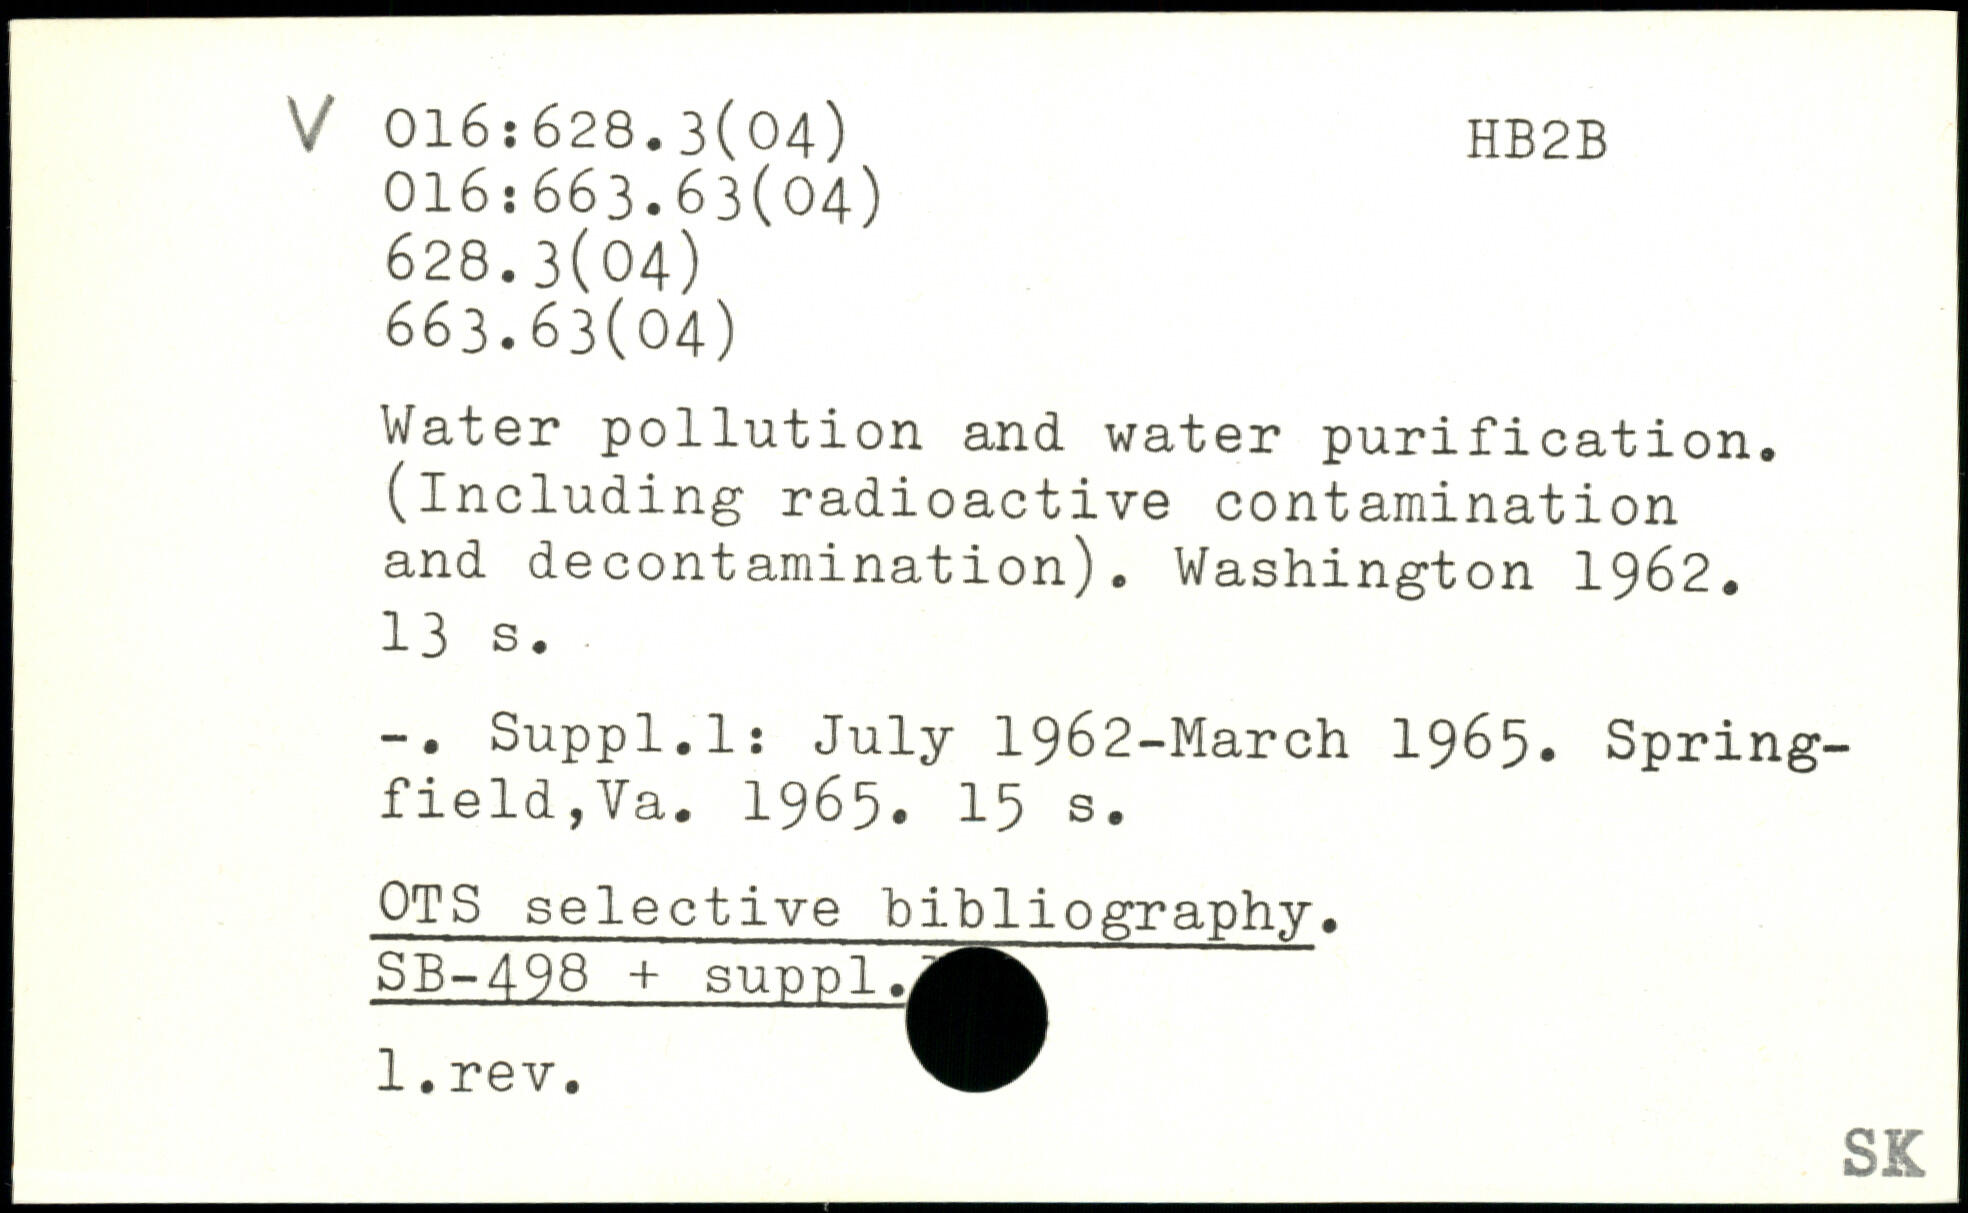 V 016:628.3(04) HB2B
016:663.63(04)
628.3(04)
663.63(04)
Water pollution and water purification.
(Including radioactive contamination
and decontamination). Washington 1962.
13 s.
-. Suppl.1: July 1962-March 1965. Spring-
field,Va. 1965. 15 s.
OTS selective bibliography.
SB-498 + suppl.
1.rev.
SK